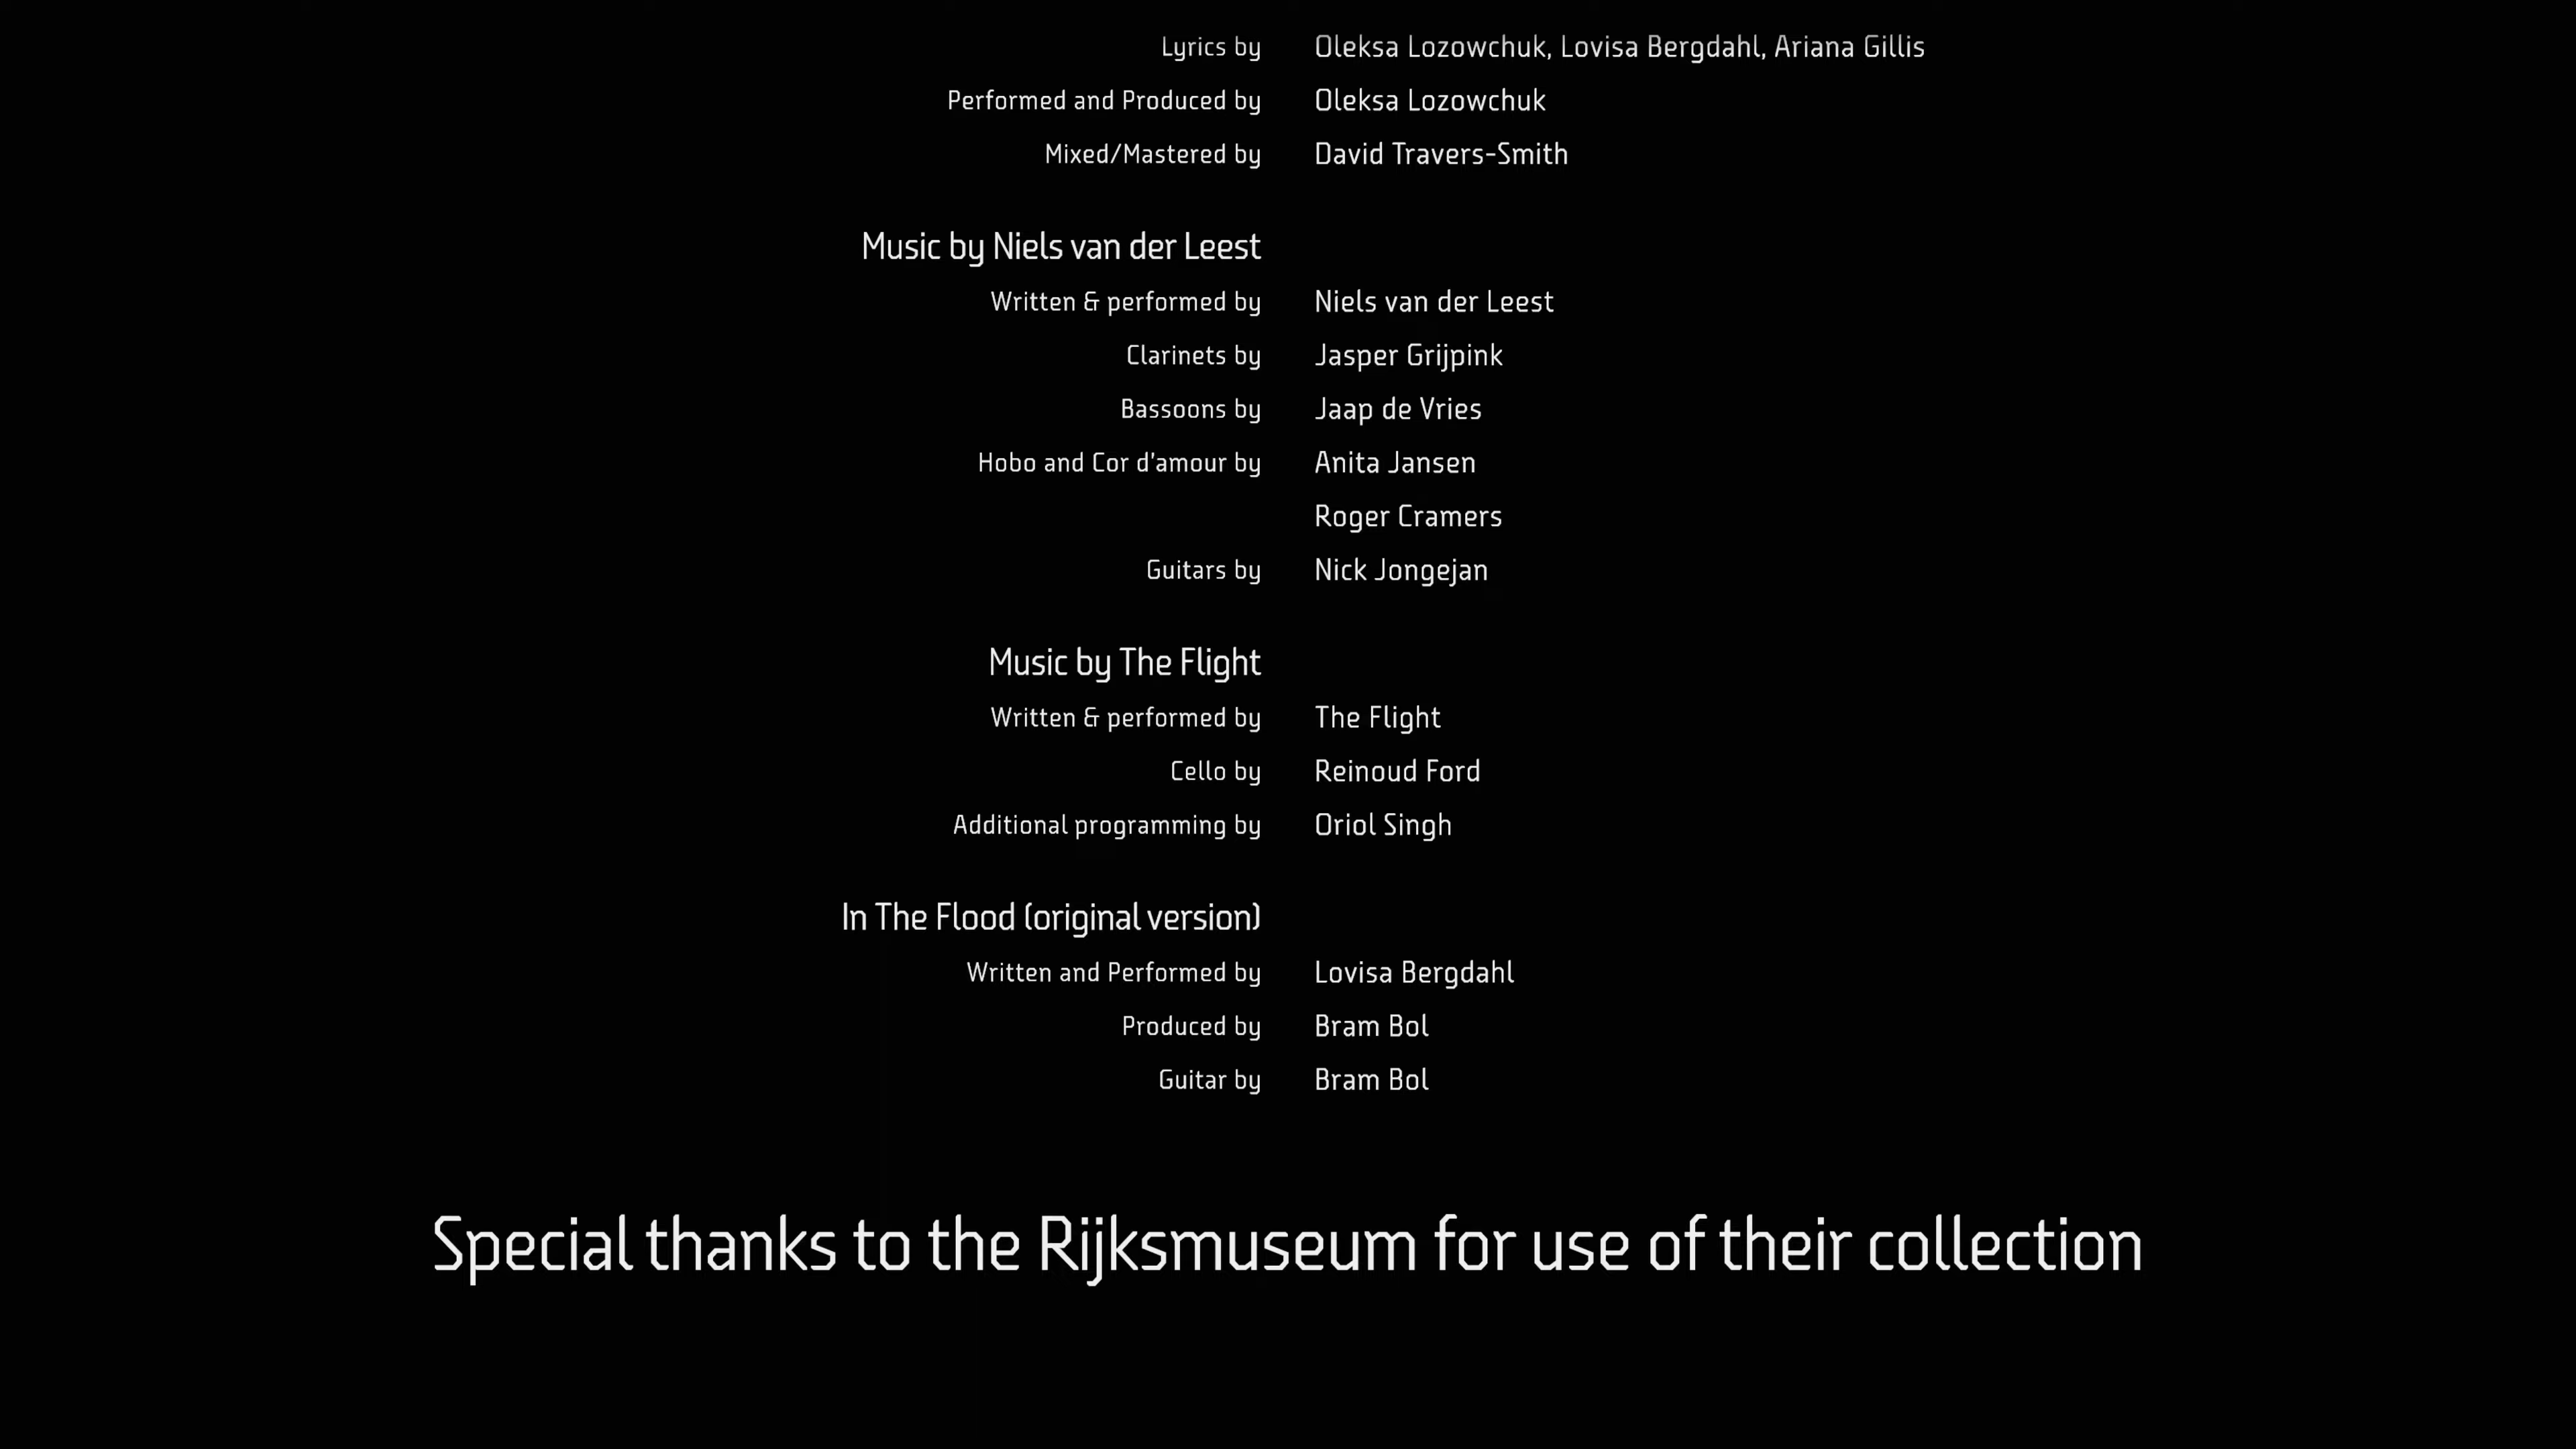 Lyrics by Oleksa Lozowchuk, Lovisa Bergdahl, Ariana Gillis
Performed and Produced by Oleksa Lozowchuk
Mixed/Mastered by David Travers-Smith
Music by Niels van der Leest
Written & performed by Niels van der Leest
Clarinets by Jasper Grijpink
Bassoons by Jaap de Vries
Hobo and Cor d'amour by Anita Jansen
Roger Cramers
Guitars by Nick Jongejan
Music by The Flight
Written & performed by The Flight
Cello by Reinoud Ford
Additional programming by Oriol Singh
In The Flood (original version)
Written and Performed by Lovisa Bergdahl
Produced by Bram Bol
Guitar by Bram Bol
Special thanks to the Rijksmuseum for use of their collection